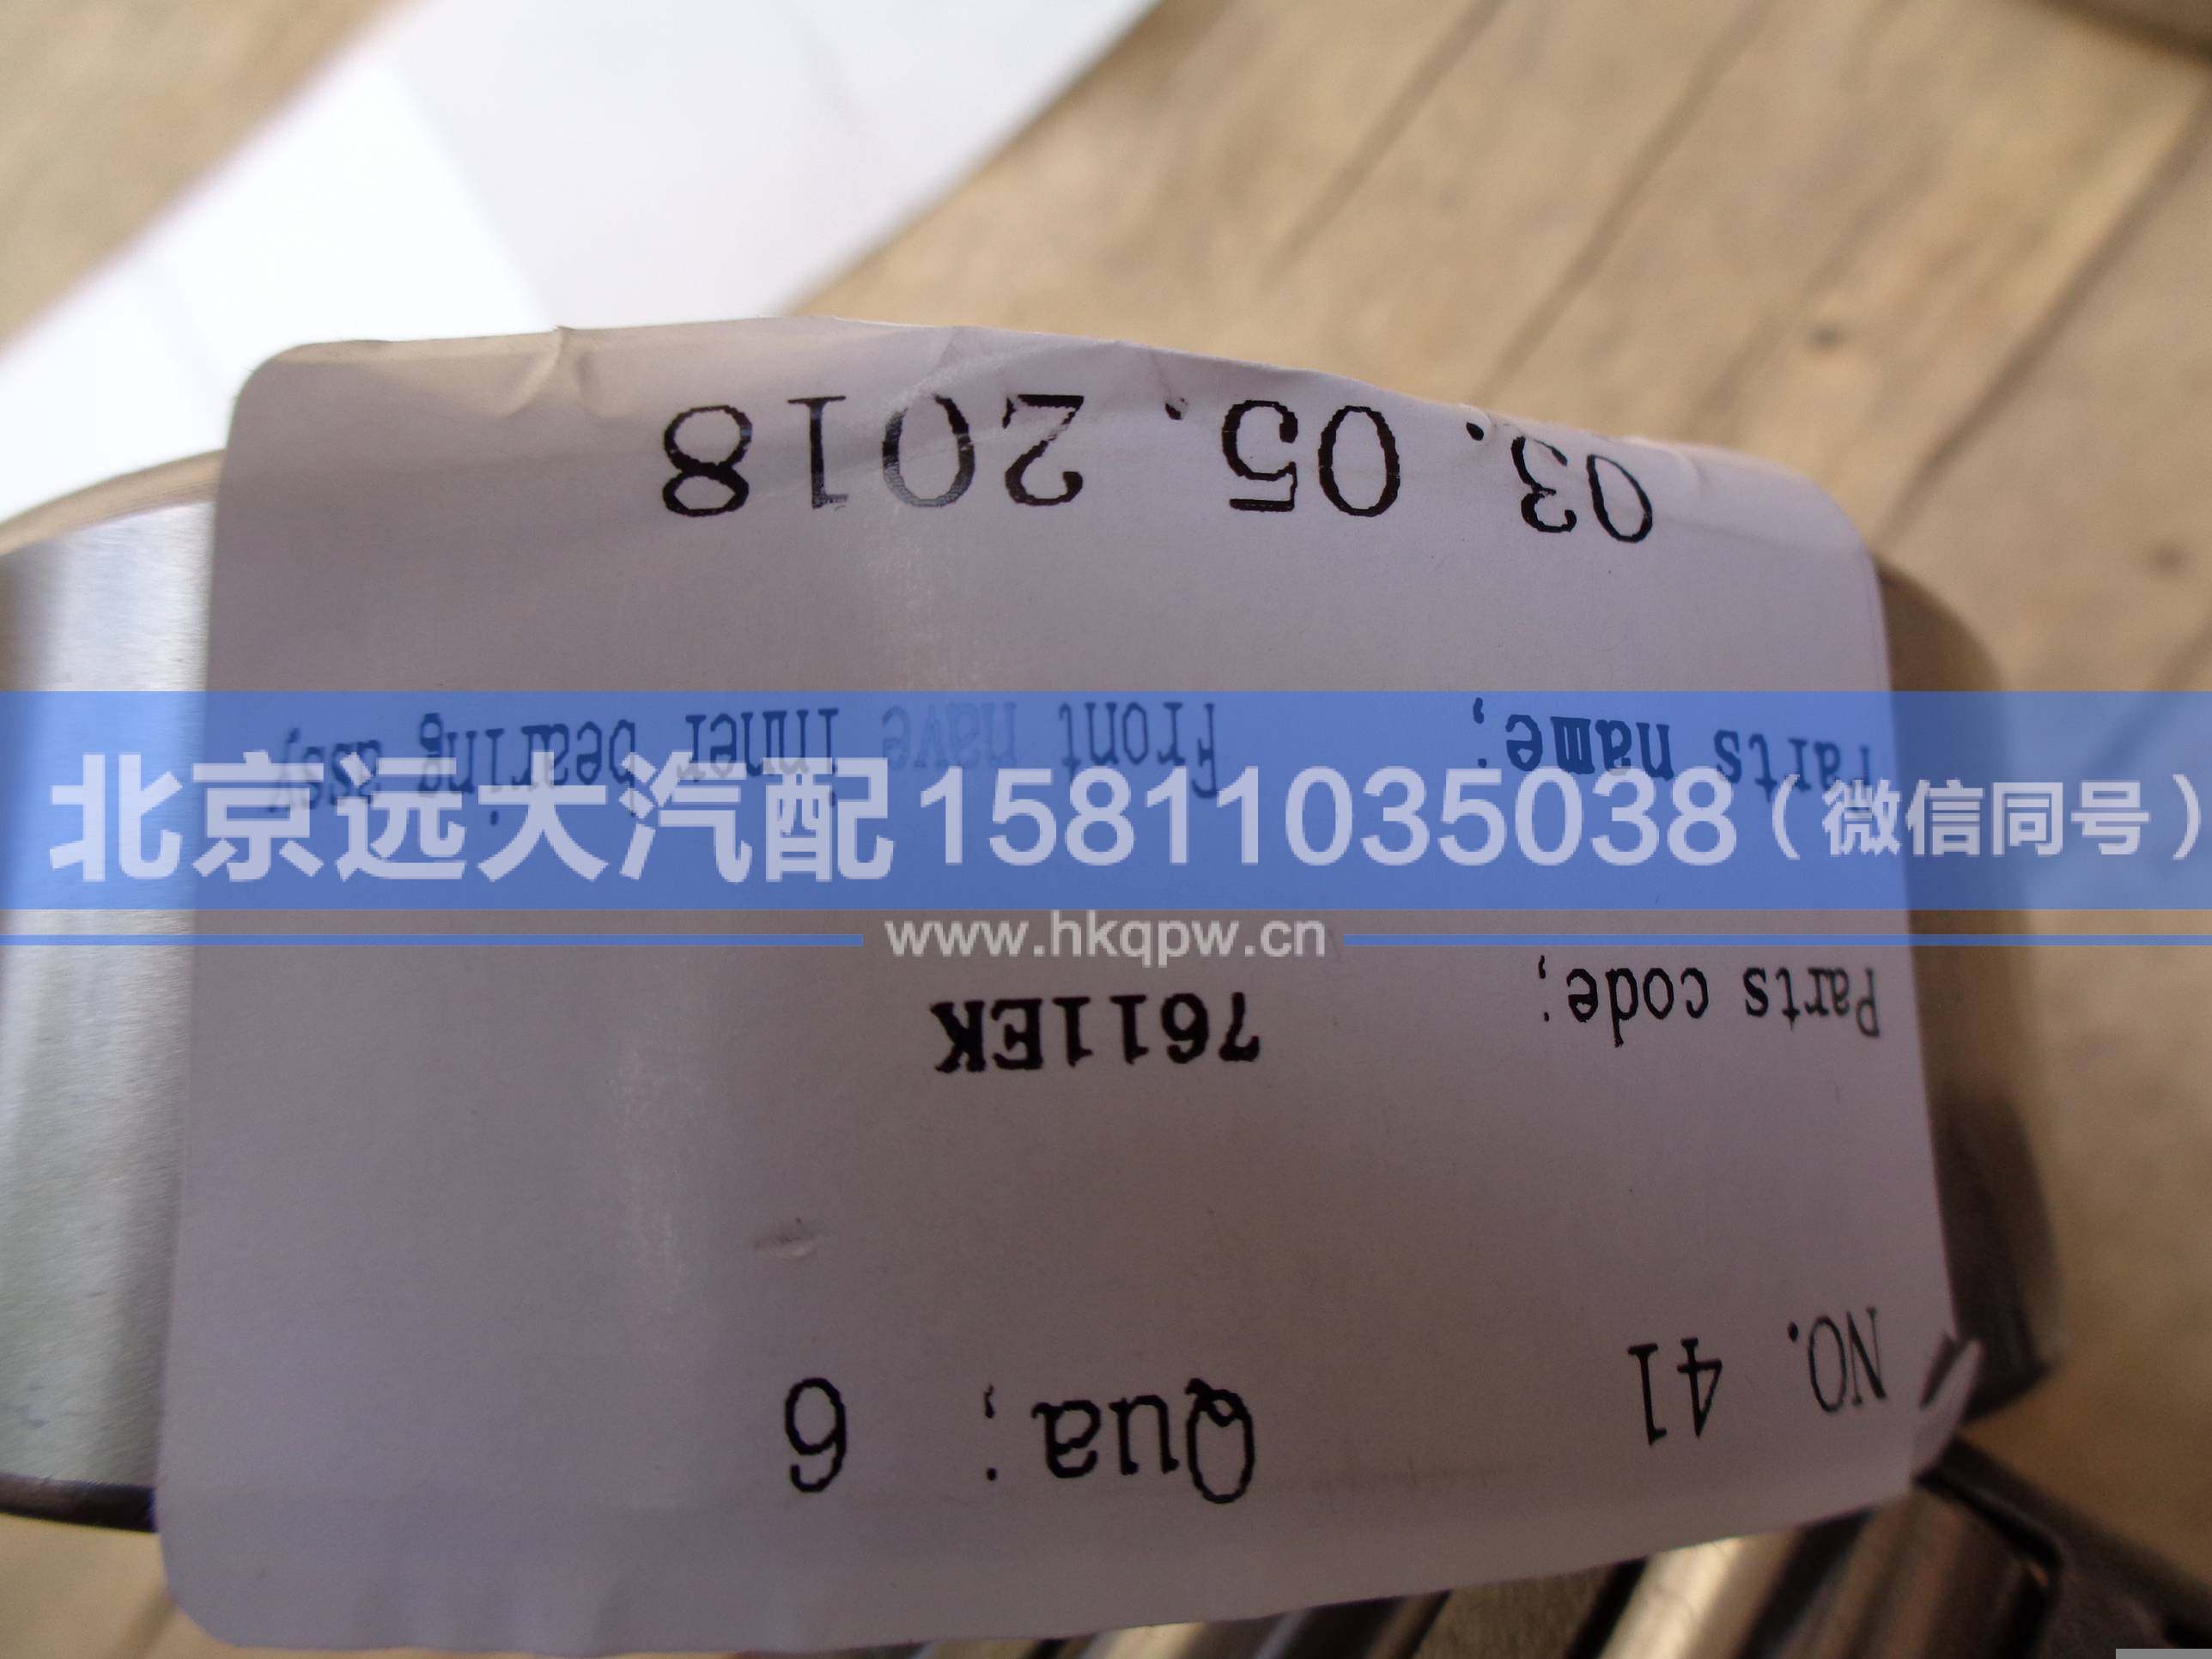 NO. 41 Qua; 6
Parts code; 7611EK
Parts name; Front nave inner bearing assy
03. 05. 2018
北京远大汽配15811035038(微信同号)
www.hkqpw.cn